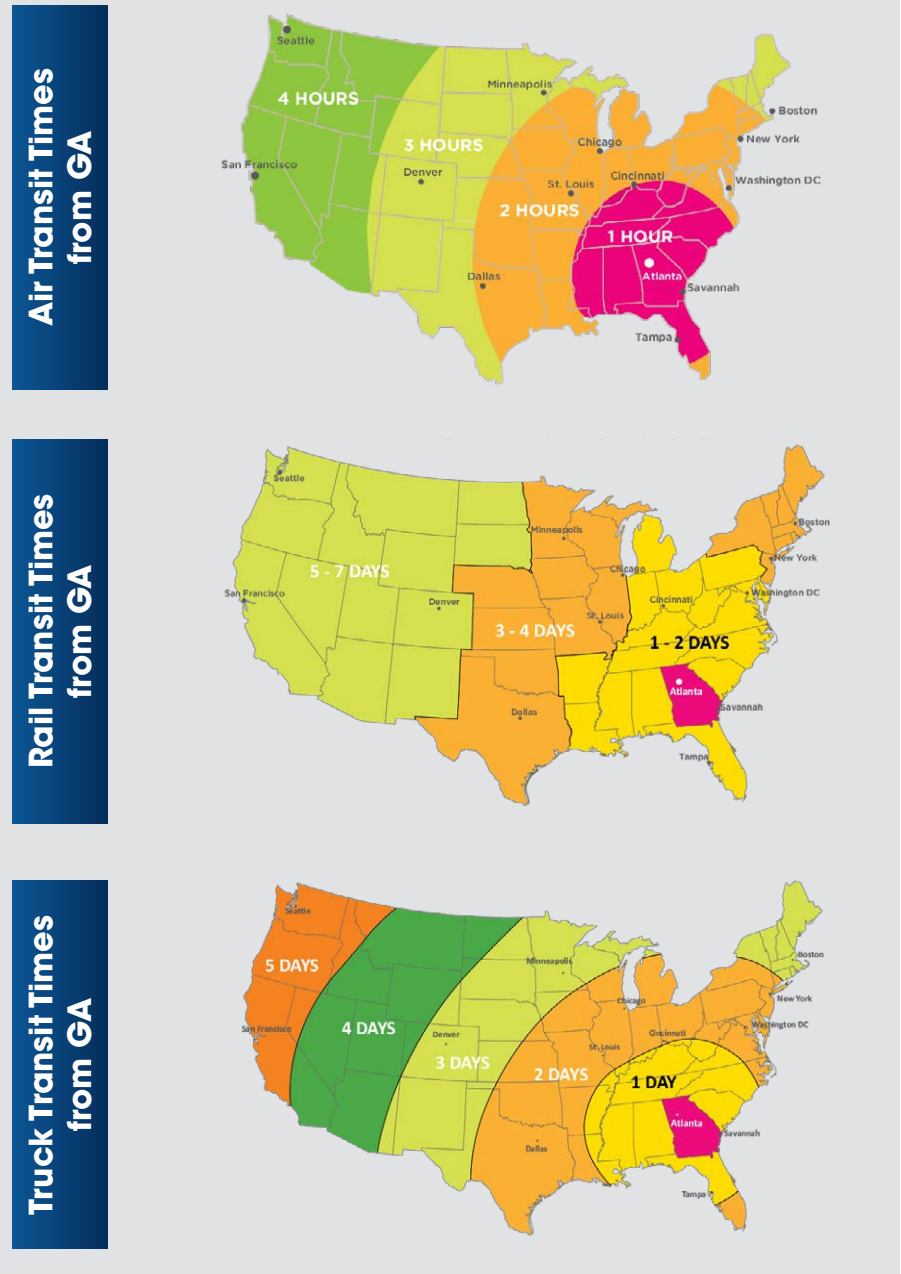 Air Transit Times
from GA
Seattle
4 HOURS
Minneapolis
Boston
3 HOURS
Chicago
New York
San Francisco
Denver
St. Louis
Cincinnati
Washington DC
2 HOURS
1 HOUR
Dallas
Atlanta
Savannah
Tampa
Rail Transit Times
from GA
Seattle
Minneapolis
Boston
5 - 7 DAYS
Chicago
New York
San Francisco
Denver
Cincinnati
Washington DC
St. Louis
3 - 4 DAYS
1 - 2 DAYS
Atlanta
Dallas
Savannah
Tampa
Truck Transit Times
from GA
Seattle
5 DAYS
Minneapolis
Boston
Chicago
New York
San Francisco
4 DAYS
Denver
Cincinnati
Washington DC
St. Louis
3 DAYS
2 DAYS
1 DAY
Atlanta
Savannah
Dallas
Tampa